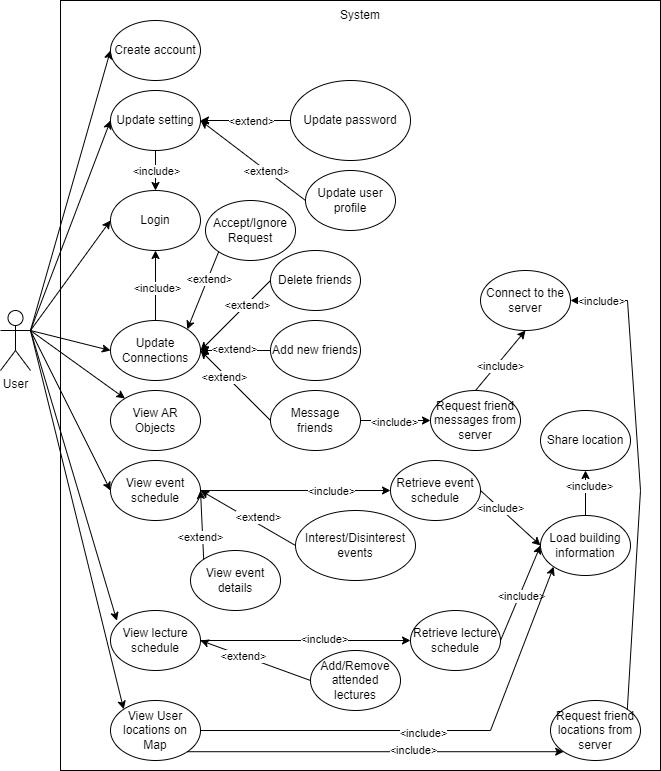 System
Create account
Update setting
<extend>
Update password
<include>
<extend>
Update user
profile
Login
Accept/Ignore
Request
<include>
<extend>
Delete friends
<extend>
Connect to the
server
<include>
User
Update
Connections
<extend>
Add new friends
<include>
<extend>
View AR
Objects
Message
friends
<include>
Request friend
messages from
server
Share location
View event
schedule
<include>
Retrieve event
schedule
<include>
<include>
<extend>
<extend>
Interest/Disinterest
events
Load building
information
View event
details
<include>
View lecture
schedule
<include>
Retrieve lecture
schedule
<extend>
Add/Remove
attended
lectures
View User
locations on
Map
<include>
<include>
Request friend
locations from
server